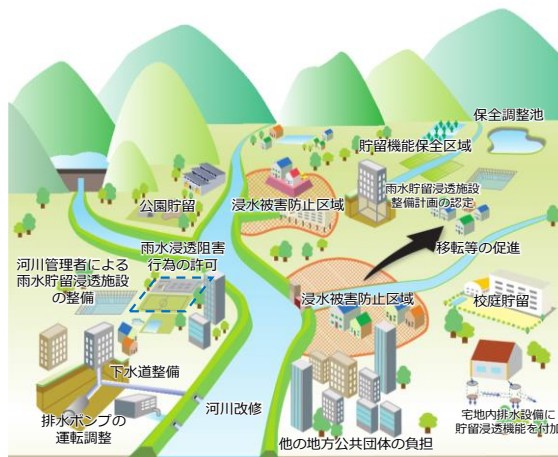 保全調整池
貯留機能保全区域
雨水貯留浸透施設
整備計画の認定
公園貯留
浸水被害防止区域
移転等の促進
雨水浸透阻害
行為の許可
河川管理者による
雨水貯留浸透施設
の整備
浸水被害防止区域
校庭貯留
下水道整備
排水ポンプの
運転調整
河川改修
他の地方公共団体の負担
宅地内排水設備に
貯留浸透機能を付加